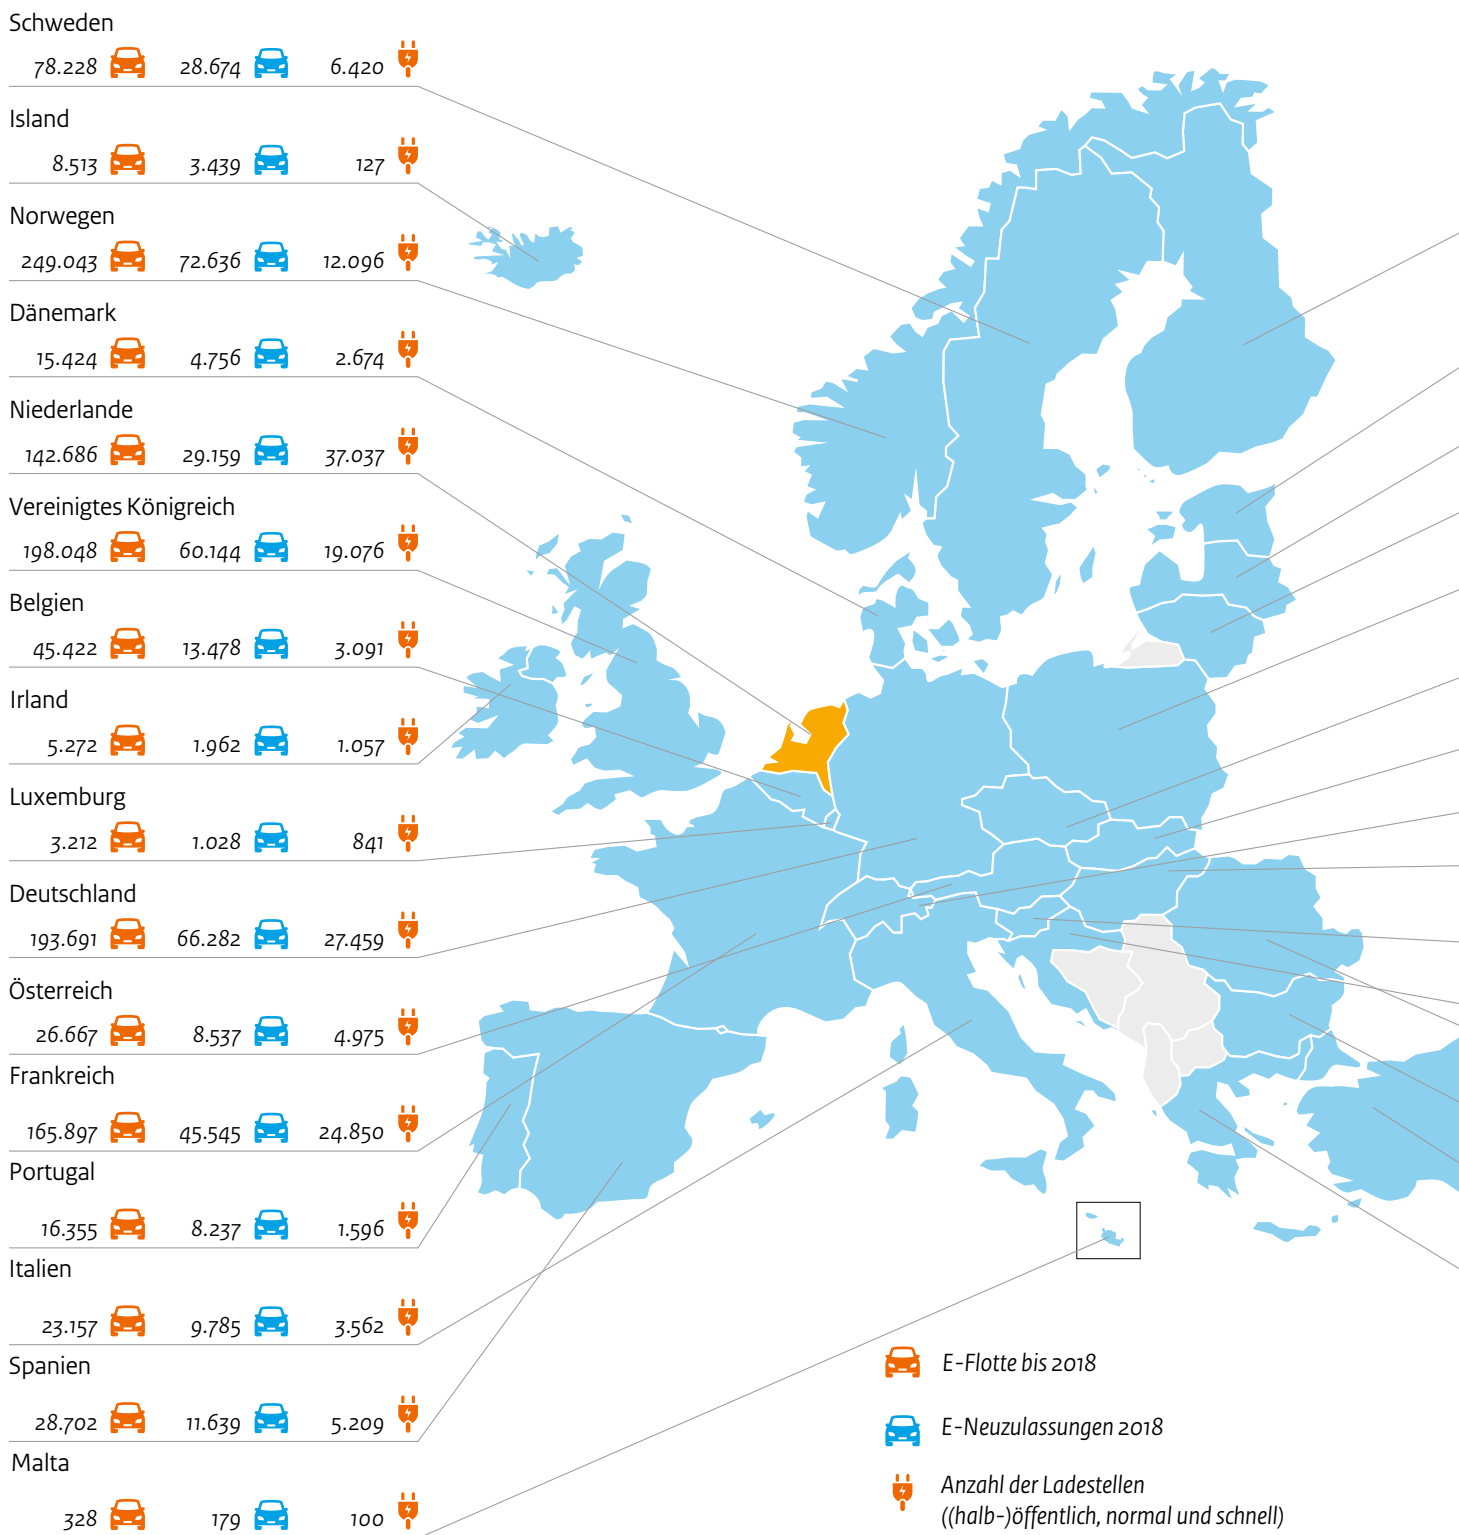 Schweden
78.228 28.674 6.420
Island
8.513 3.439 127
Norwegen
249.043 72.636 12.096
Dänemark
15.424 4.756 2.674
Niederlande
142.686 29.159 37.037
Vereinigtes Königreich
198.048 60.144 19.076
Belgien
45.422 13.478 3.091
Irland
5.272 1.962 1.057
Luxemburg
3.212 1.028 841
Deutschland
193.691 66.282 27.459
Österreich
26.667 8.537 4.975
Frankreich
165.897 45.545 24.850
Portugal
16.355 8.237 1.596
Italien
23.157 9.785 3.562
Spanien
28.702 11.639 5.209
Malta
328 179 100
E-Flotte bis 2018
E-Neuzulassungen 2018
Anzahl der Ladestellen
((halb-)öffentlich, normal und schnell)